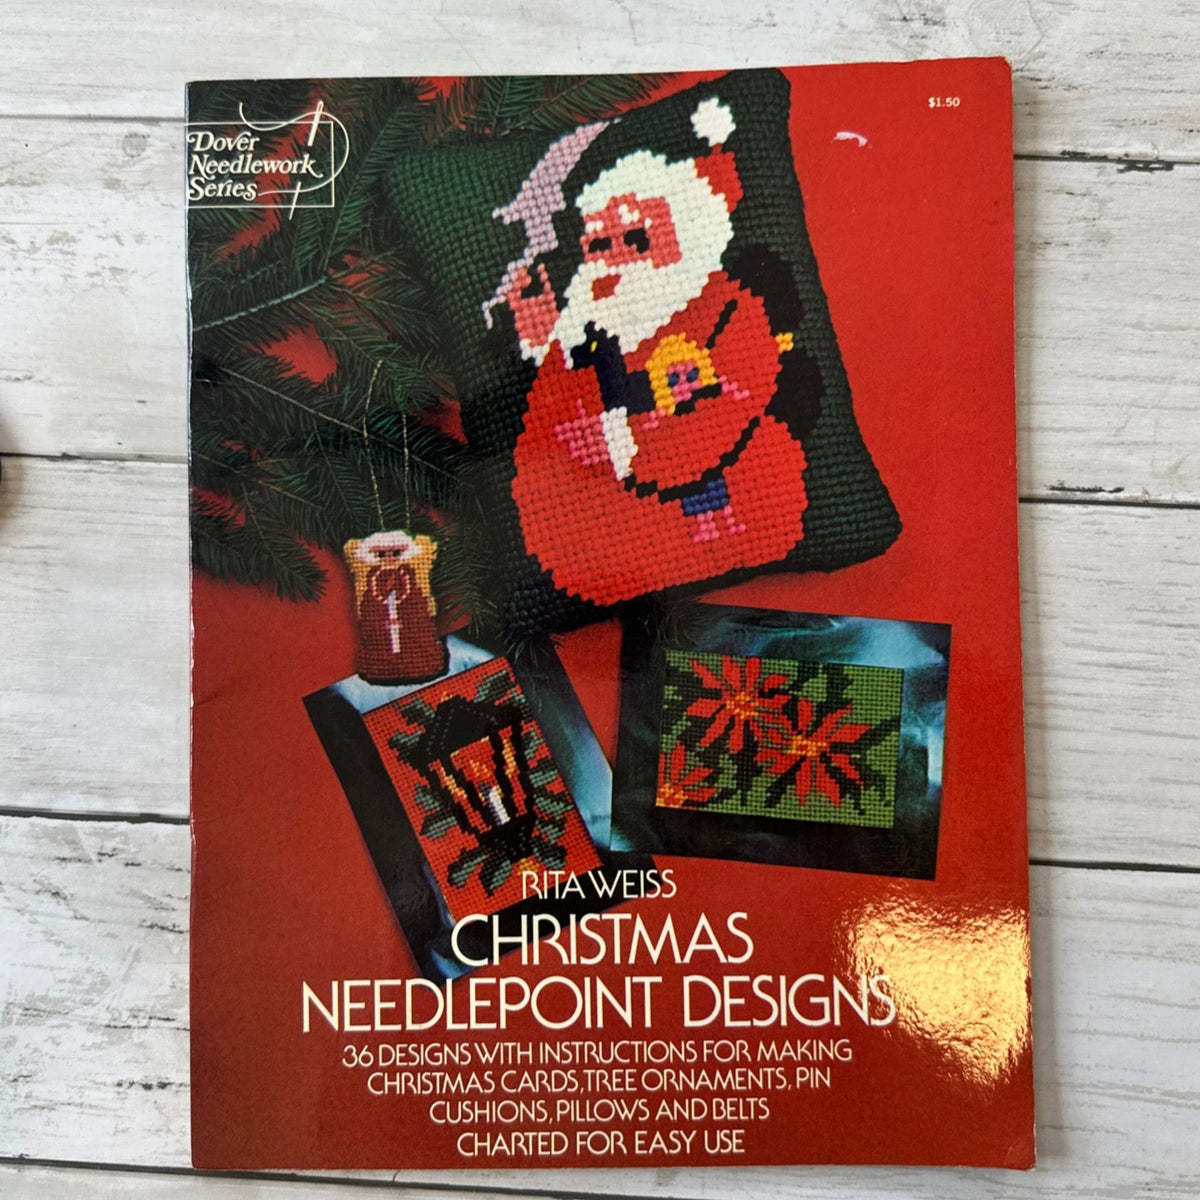 $1.50
Dover
Needlework
Series
RITA WEISS
CHRISTMAS
NEEDLEPOINT DESIGNS
36 DESIGNS WITH INSTRUCTIONS FOR MAKING
CHRISTMAS CARDS, TREE ORNAMENTS, PIN
CUSHIONS, PILLOWS AND BELTS
CHARTED FOR EASY USE